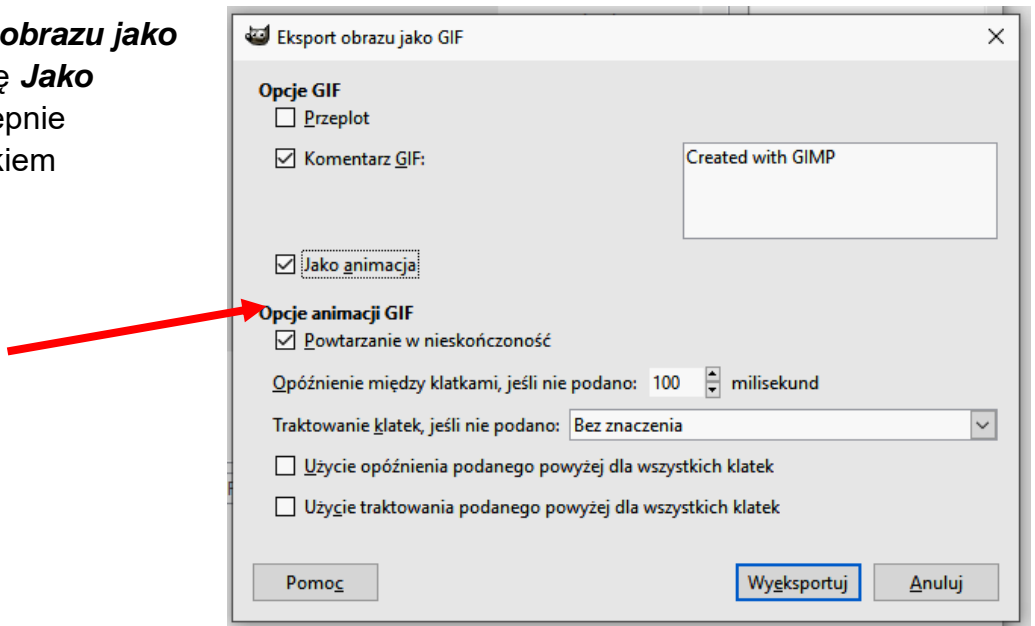 obrazu jako
ę Jako
ępnie
kiem
Eksport obrazu jako GIF
Opcje GIF
Przeplot
Komentarz GIF:
Created with GIMP
Jako animacja
Opcje animacji GIF
Powtarzanie w nieskończoność
Opóźnienie między klatkami, jeśli nie podano: 100 milisekund
Traktowanie klatek, jeśli nie podano: Bez znaczenia
Użycie opóźnienia podanego powyżej dla wszystkich klatek
Użycie traktowania podanego powyżej dla wszystkich klatek
Pomoc
Wyeksportuj
Anuluj